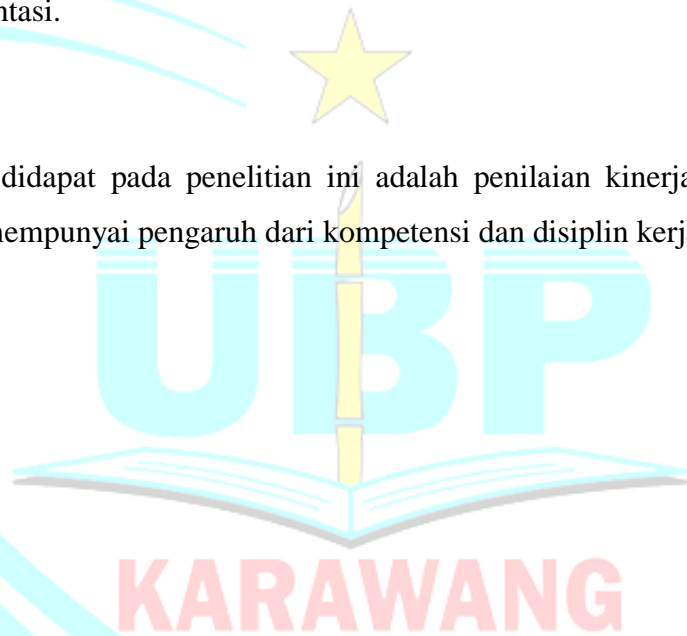 ntasi.
didapat pada penelitian ini adalah penilaian kinerja
mempunyai pengaruh dari kompetensi dan disiplin kerja
UBP
KARAWANG